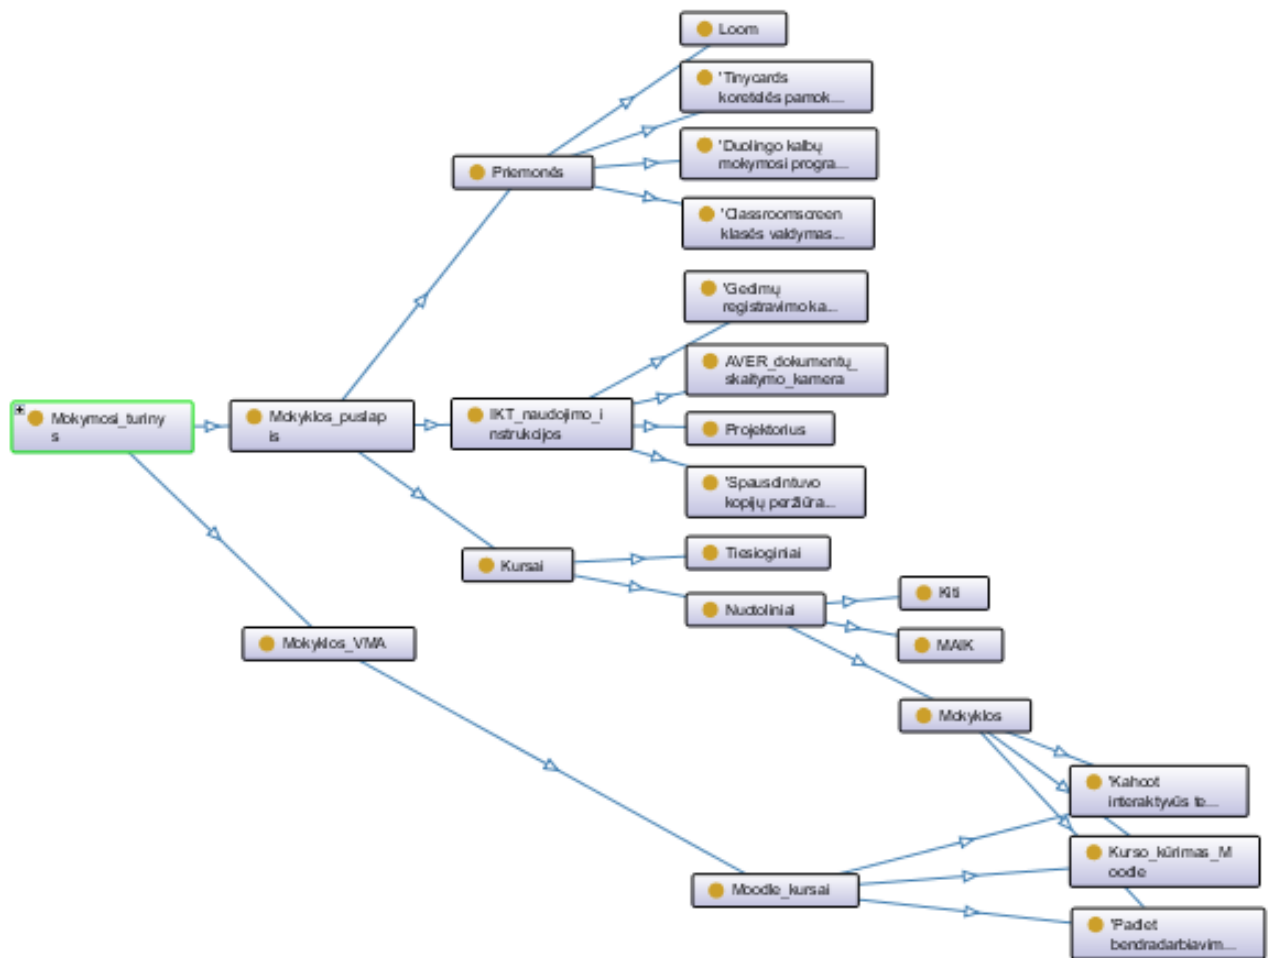 Loom
'Tinycards
koretelės pamok...
'Duolingo kalbų
mokymosi progra...
Priemonės
'Classroomscreen
klasės valdymas...
'Gedimų
registravimo ka...
AVER_dokumentų_
skaitymo_kamera
Mokymosi_turiny
s
Mokyklos_puslap
is
IKT_naudojimo_i
nstrukcijos
Projektorius
'Spausdintuvo
kopijų peržiūra...
Tiesioginiai
Kursai
Nuotoliniai
Kiti
MAIK
Mokyklos_VMA
Mokyklos
'Kahoot
interaktyvūs te...
Kurso_kūrimas_M
oodle
Moodle_kursai
'Padlet
bendradarbiavim...